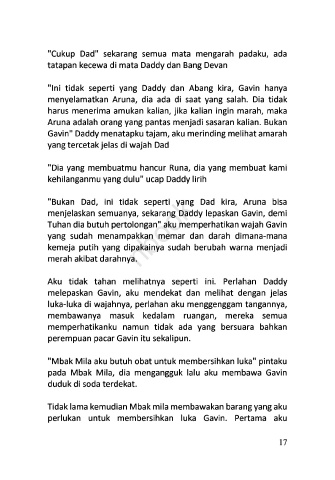 "Cukup Dad" sekarang semua mata mengarah padaku, ada
tatapan kecewa di mata Daddy dan Bang Devan
"Ini tidak seperti yang Daddy dan Abang kira, Gavin hanya
menyelamatkan Aruna, dia ada di saat yang salah. Dia tidak
harus menerima amukan kalian, jika kalian ingin marah, maka
Aruna adalah orang yang pantas menjadi sasaran kalian. Bukan
Gavin" Daddy menatapku tajam, aku merinding melihat amarah
yang tercetak jelas di wajah Dad
"Dia yang membuatmu hancur Runa, dia yang membuat kami
kehilanganmu yang dulu" ucap Daddy lirih
"Bukan Dad, ini tidak seperti yang Dad kira, Aruna bisa
menjelaskan semuanya, sekarang Daddy lepaskan Gavin, demi
Tuhan dia butuh pertolongan" aku memperhatikan wajah Gavin
yang sudah menampakkan memar dan darah dimana-mana
kemeja putih yang dipakainya sudah berubah warna menjadi
merah akibat darahnya.
Aku tidak tahan melihatnya seperti ini. Perlahan Daddy
melepaskan Gavin, aku mendekat dan melihat dengan jelas
luka-luka di wajahnya, perlahan aku menggenggam tangannya,
membawanya masuk kedalam ruangan, mereka semua
memperhatikanku namun tidak ada yang bersuara bahkan
perempuan pacar Gavin itu sekalipun.
"Mbak Mila aku butuh obat untuk membersihkan luka" pintaku
pada Mbak Mila, dia mengangguk lalu aku membawa Gavin
duduk di soda terdekat.
Tidak lama kemudian Mbak mila membawakan barang yang aku
perlukan untuk membersihkan luka Gavin. Pertama aku
17